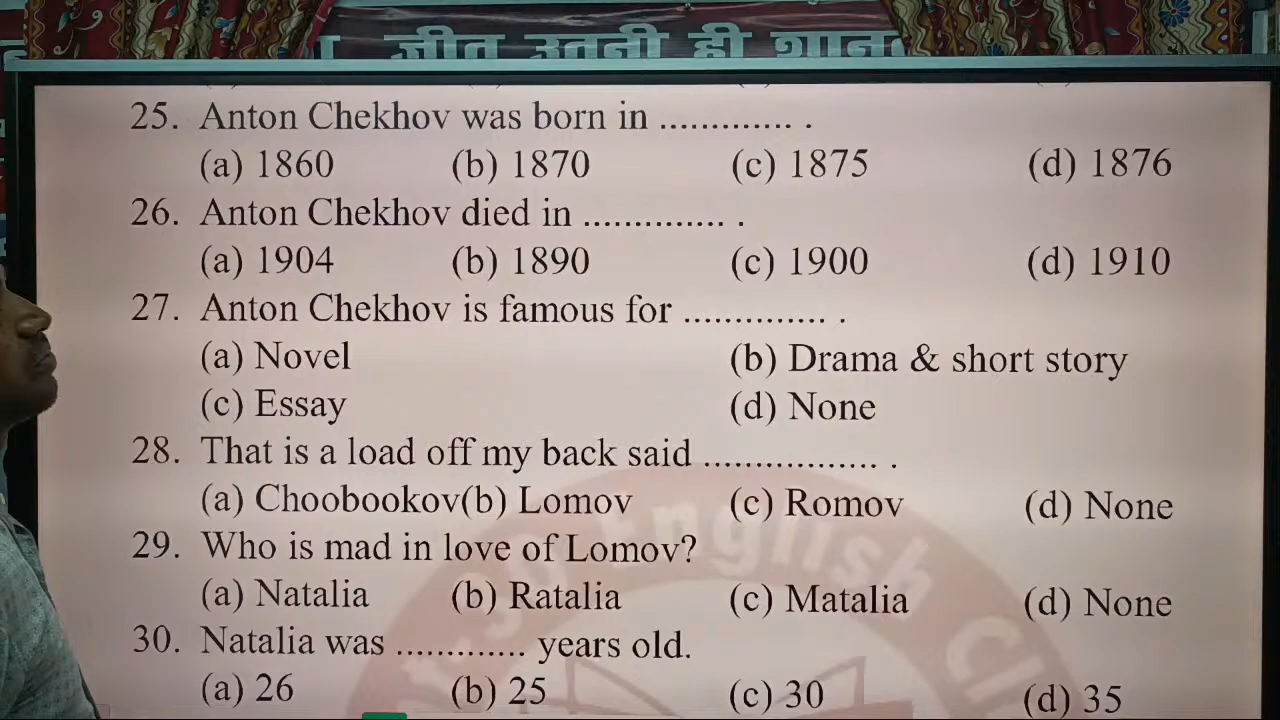 जीत उतनी ही शान
25. Anton Chekhov was born in ............. .
(a) 1860 (b) 1870 (c) 1875 (d) 1876
26. Anton Chekhov died in .............. .
(a) 1904 (b) 1890 (c) 1900 (d) 1910
27. Anton Chekhov is famous for .............. .
(a) Novel (b) Drama & short story
(c) Essay (d) None
28. That is a load off my back said ................. .
(a) Choobookov(b) Lomov (c) Romov (d) None
29. Who is mad in love of Lomov?
(a) Natalia (b) Ratalia (c) Matalia (d) None
30. Natalia was ............. years old.
(a) 26 (b) 25 (c) 30 (d) 35
English